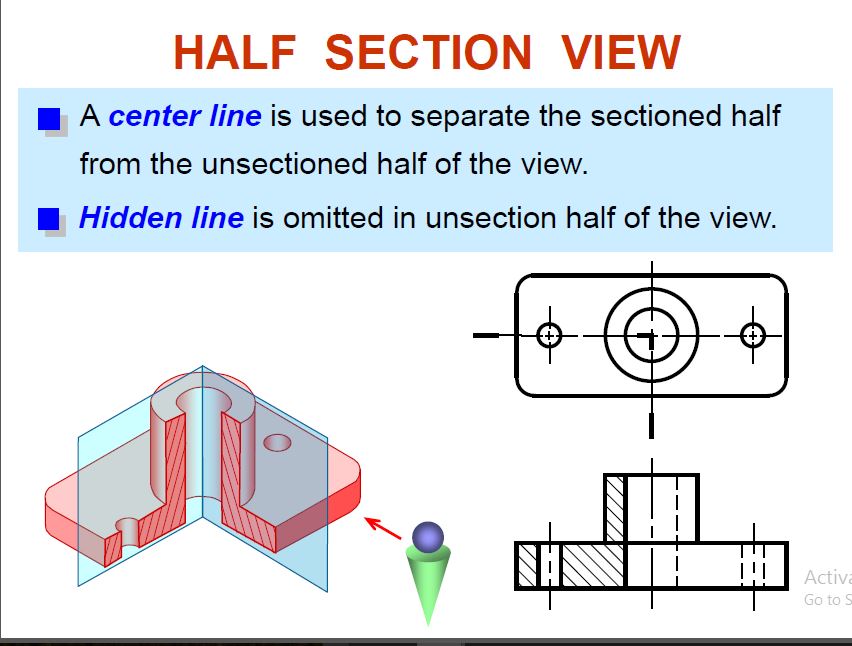 HALF SECTION VIEW
A center line is used to separate the sectioned half
from the unsectioned half of the view.
Hidden line is omitted in unsection half of the view.
Activa
Go to S